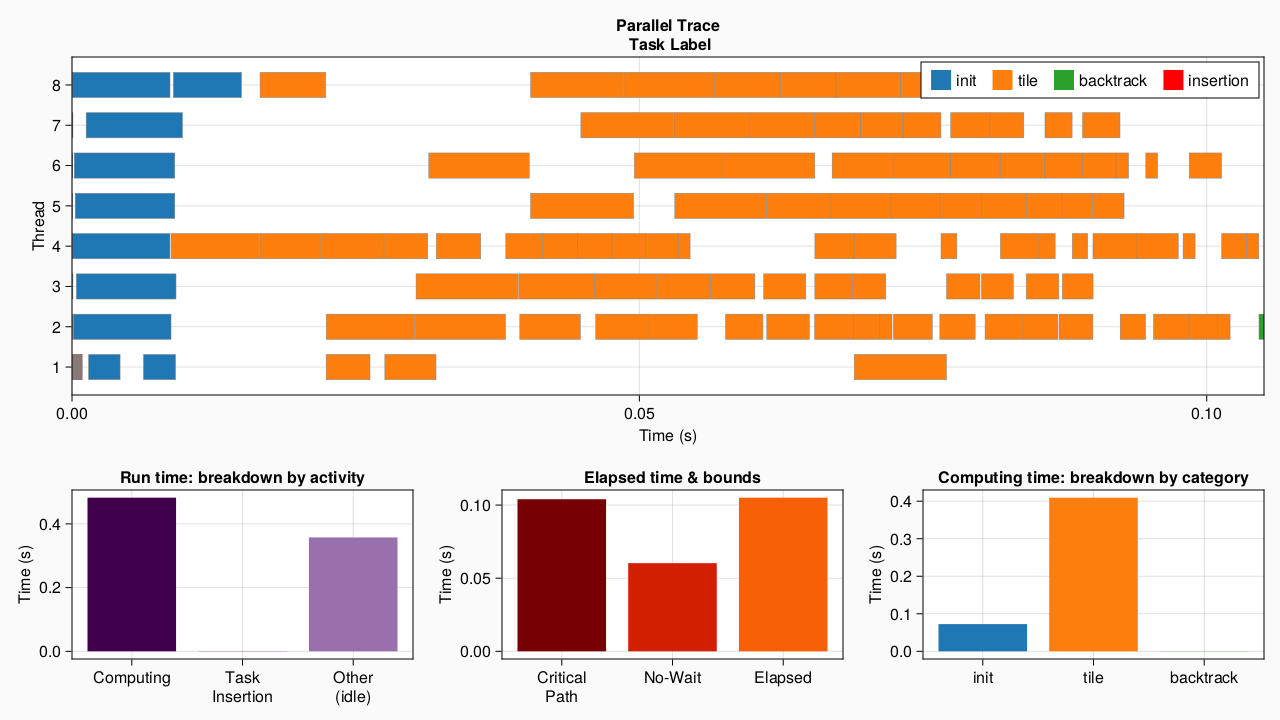 Parallel Trace
Task Label
init tile backtrack insertion
Thread
8
7
6
5
4
3
2
1
0.00 0.05 0.10
Time (s)
Run time: breakdown by activity
Time (s)
0.4
0.2
0.0
Computing Task Insertion Other (idle)
Elapsed time & bounds
Time (s)
0.10
0.05
0.00
Critical Path No-Wait Elapsed
Computing time: breakdown by category
Time (s)
0.4
0.3
0.2
0.1
0.0
init tile backtrack